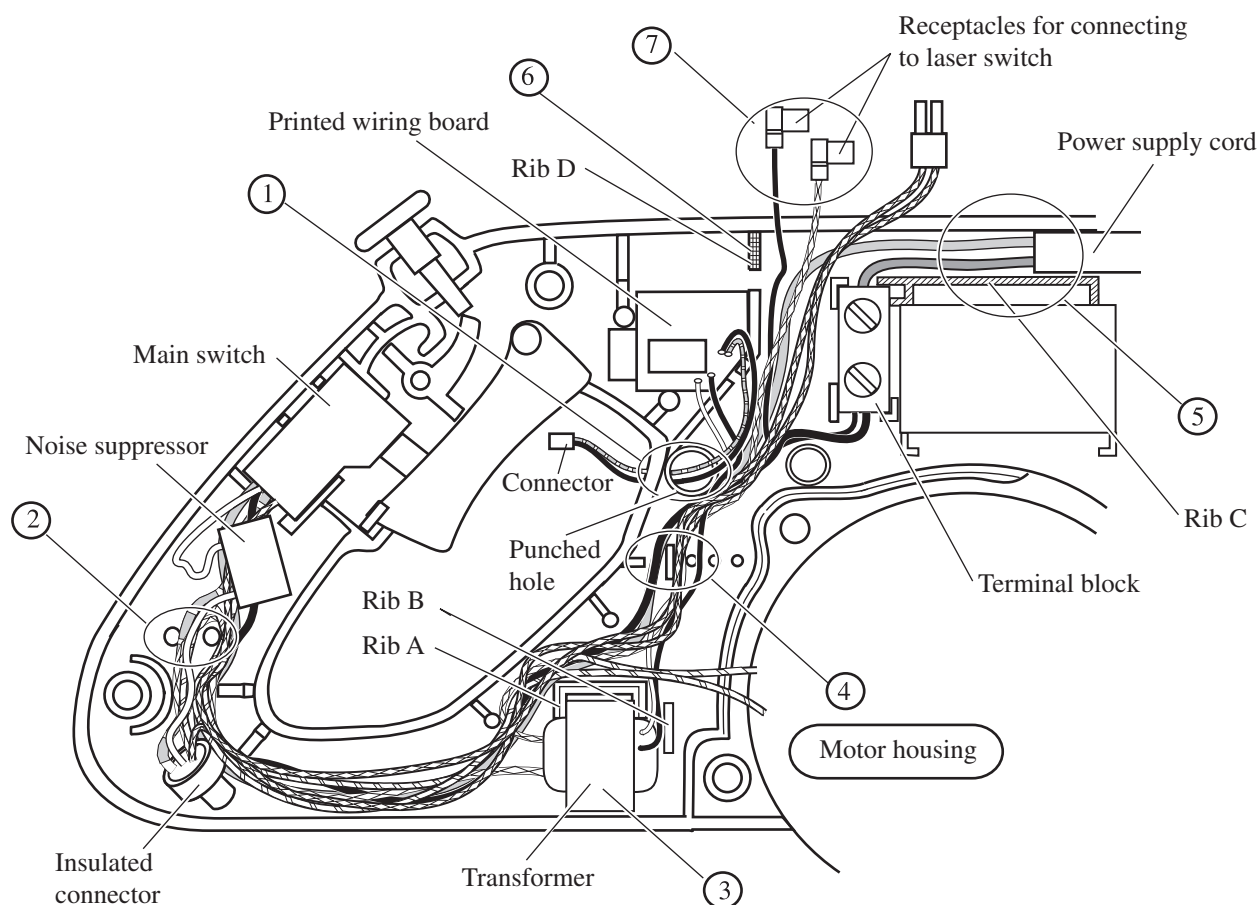 Receptacles for connecting
to laser switch
7
6
Printed wiring board
Power supply cord
Rib D
1
Main switch
Noise suppressor
5
Connector
2
Rib C
Punched
hole
Terminal block
Rib B
Rib A
4
Motor housing
Insulated
connector
Transformer
3